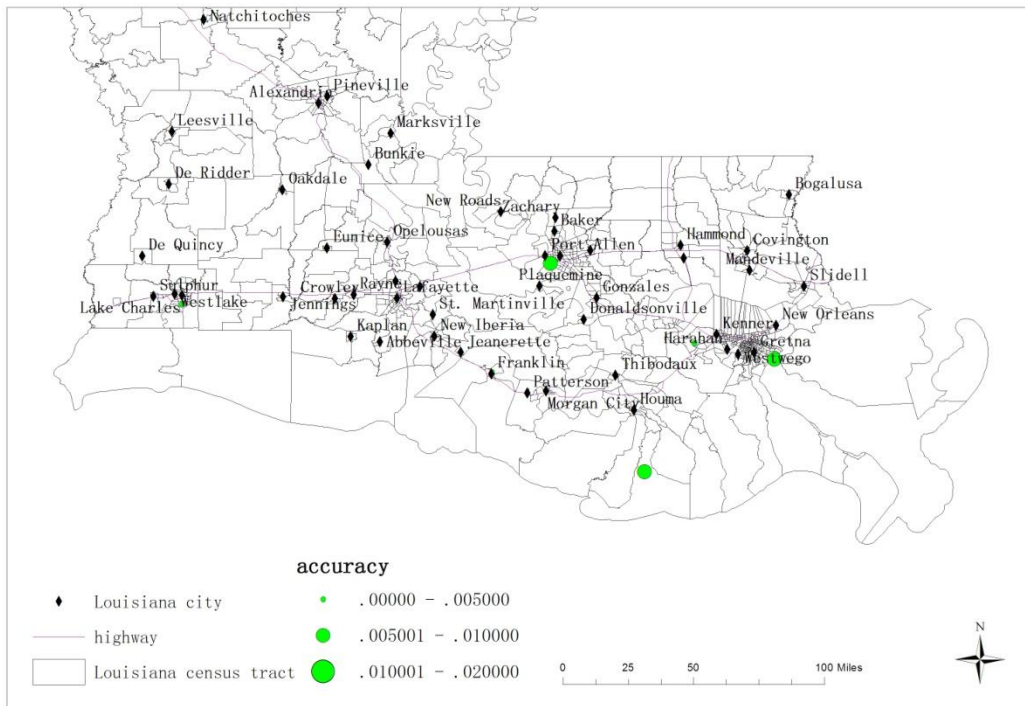 Natchitoches
Alexandria Pineville
Leesville
Marksville
Bunkie
De Ridder
Oakdale
Bogalusa
New Roads Zachary
Baker
Eunice Opelousas
Hammond
Covington
De Quincy
Port Allen
Mandeville
Plaquemine
Slidell
Sulphur
Crowley Rayne Lafayette
Gonzales
Lake Charles Westlake
Jennings
St. Martinville
Donaldsonville
New Orleans
Kaplan
New Iberia
Kenner
Abbeville Jeanerette
Harahan
Gretna
Westwego
Franklin
Thibodaux
Patterson
Morgan City Houma
accuracy
Louisiana city
.00000 - .005000
highway
.005001 - .010000
Louisiana census tract
.010001 - .020000
0 25 50 100 Miles
N